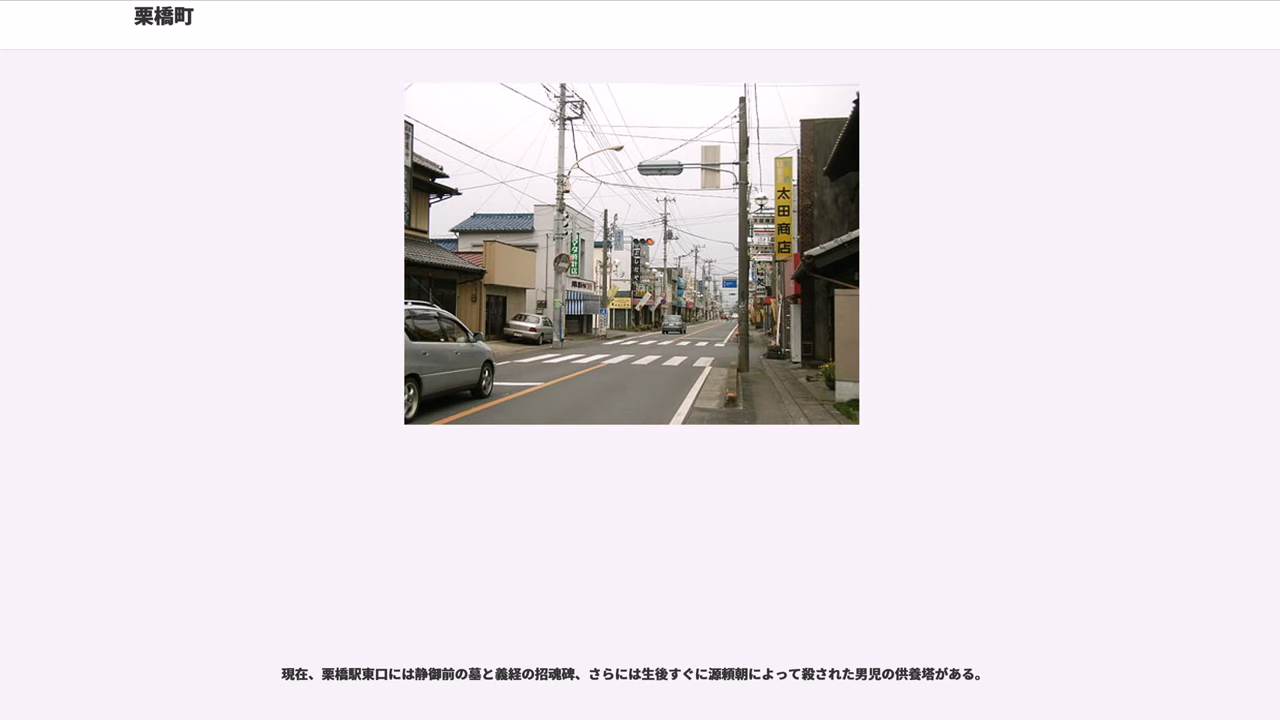 栗橋町
太田商店
現在、栗橋駅東口には静御前の墓と義経の招魂碑、さらには生後すぐに源頼朝によって殺された男児の供養塔がある。